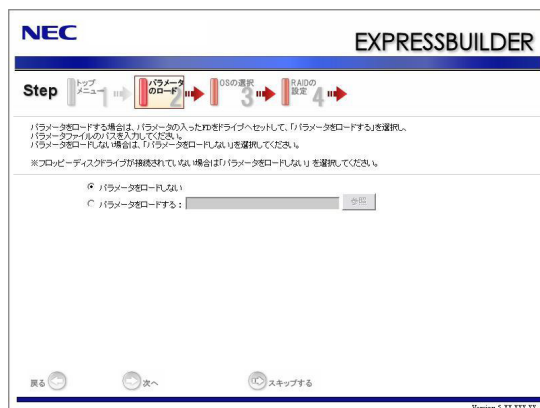 NEC
EXPRESSBUILDER
Step
トップ
メニュー 1
パラメータ
のロード 2
OSの選択
3
RAIDの
設定 4
パラメータをロードする場合は、パラメータの入ったFDをドライブへセットして、「パラメータをロードする」を選択し、
パラメータファイルのパスを入力してください。
パラメータをロードしない場合は、「パラメータをロードしない」を選択してください。
※フロッピーディスクドライブが接続されていない場合は「パラメータをロードしない」を選択してください。
パラメータをロードしない
パラメータをロードする：
参照
戻る
次へ
スキップする